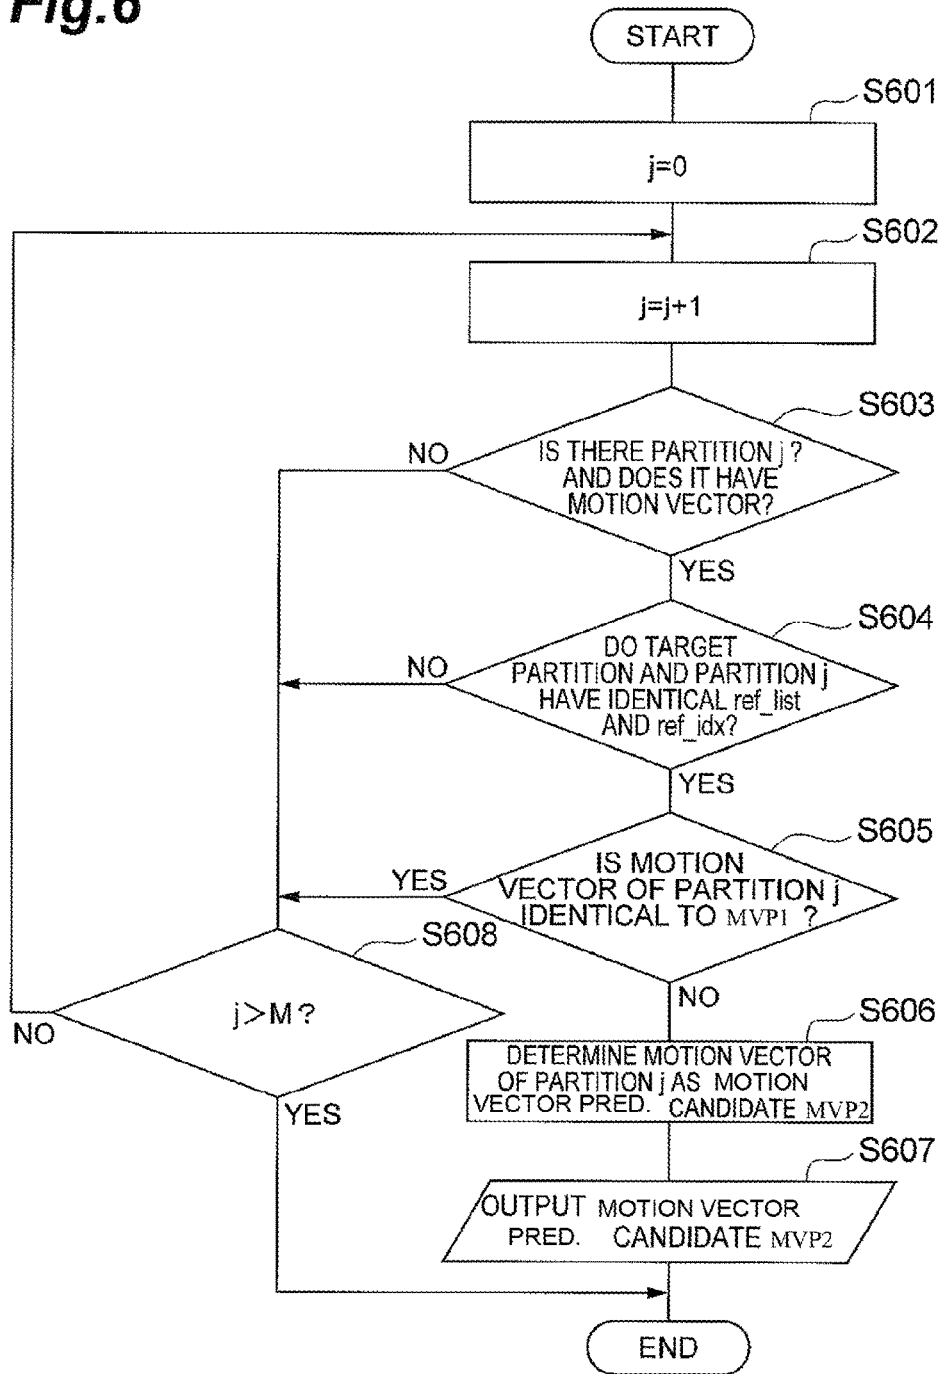 Fig.6
START
S601
j=0
S602
j=j+1
S603
NO
IS THERE PARTITION j ?
AND DOES IT HAVE
MOTION VECTOR?
YES
S604
NO
DO TARGET
PARTITION AND PARTITION j
HAVE IDENTICAL ref_list
AND ref_idx?
YES
S605
YES
IS MOTION
VECTOR OF PARTITION j
IDENTICAL TO MVP1 ?
NO
S608
j>M?
NO
YES
S606
DETERMINE MOTION VECTOR
OF PARTITION j AS MOTION
VECTOR PRED. CANDIDATE MVP2
S607
OUTPUT MOTION VECTOR
PRED. CANDIDATE MVP2
END